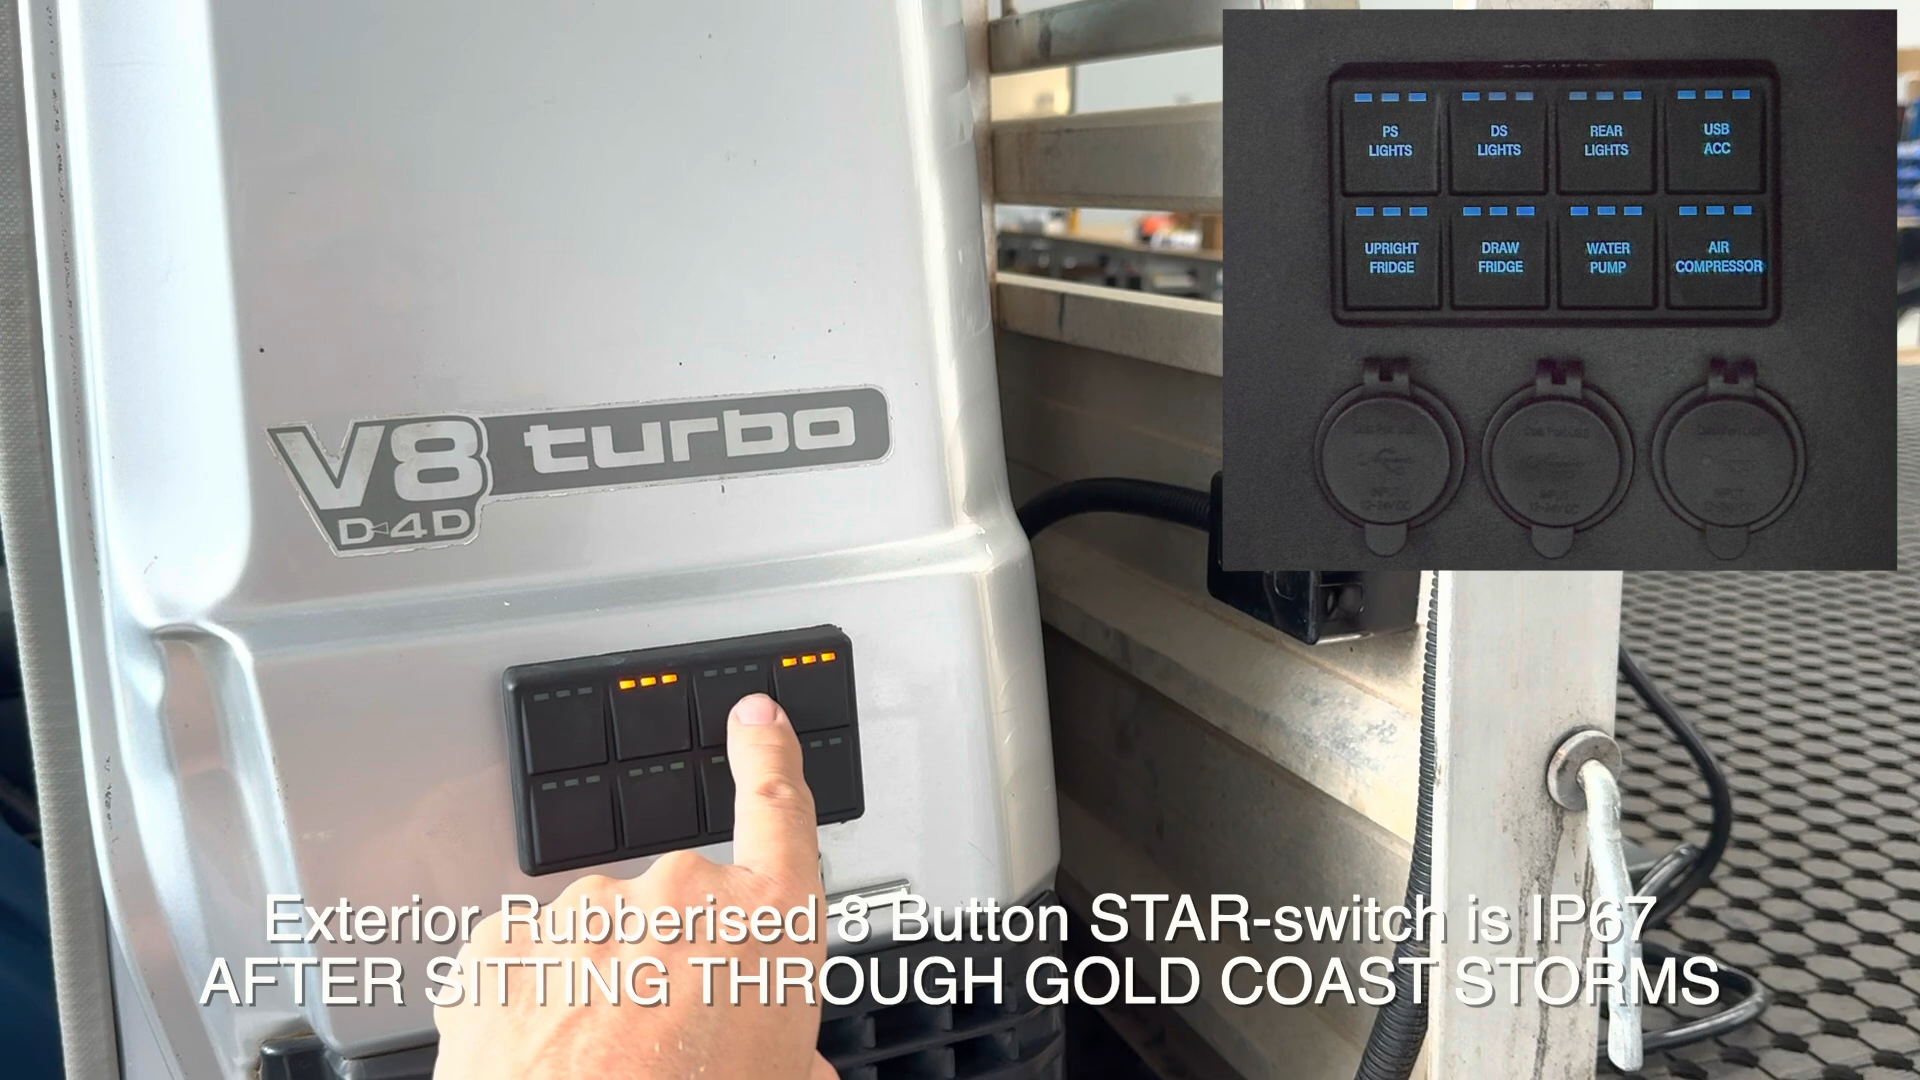 V8 turbo
D-4D
PS
LIGHTS
DS
LIGHTS
REAR
LIGHTS
USB
ACC
UPRIGHT
FRIDGE
DRAW
FRIDGE
WATER
PUMP
AIR
COMPRESSOR
Exterior Rubberised 8 Button STAR-switch is IP67
AFTER SITTING THROUGH GOLD COAST STORMS